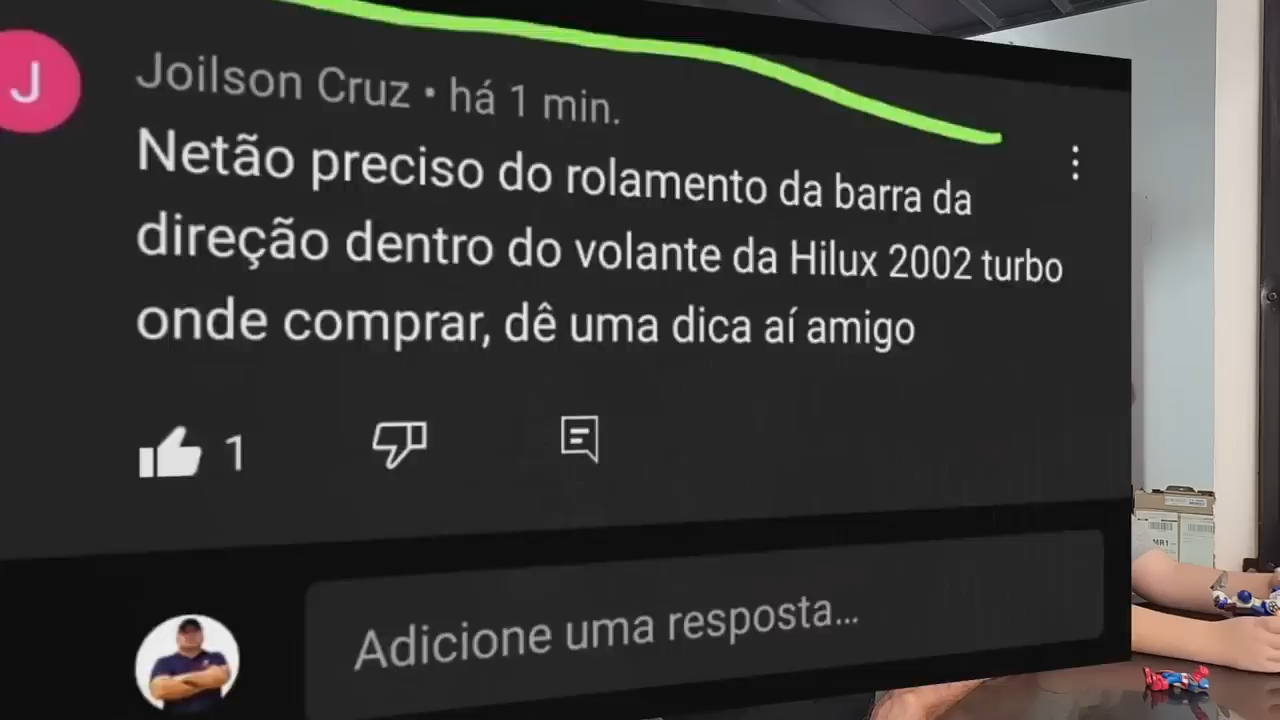 J
Joilson Cruz • há 1 min.
Netão preciso do rolamento da barra da
direção dentro do volante da Hilux 2002 turbo
onde comprar, dê uma dica aí amigo
1
Adicione uma resposta...
MR1